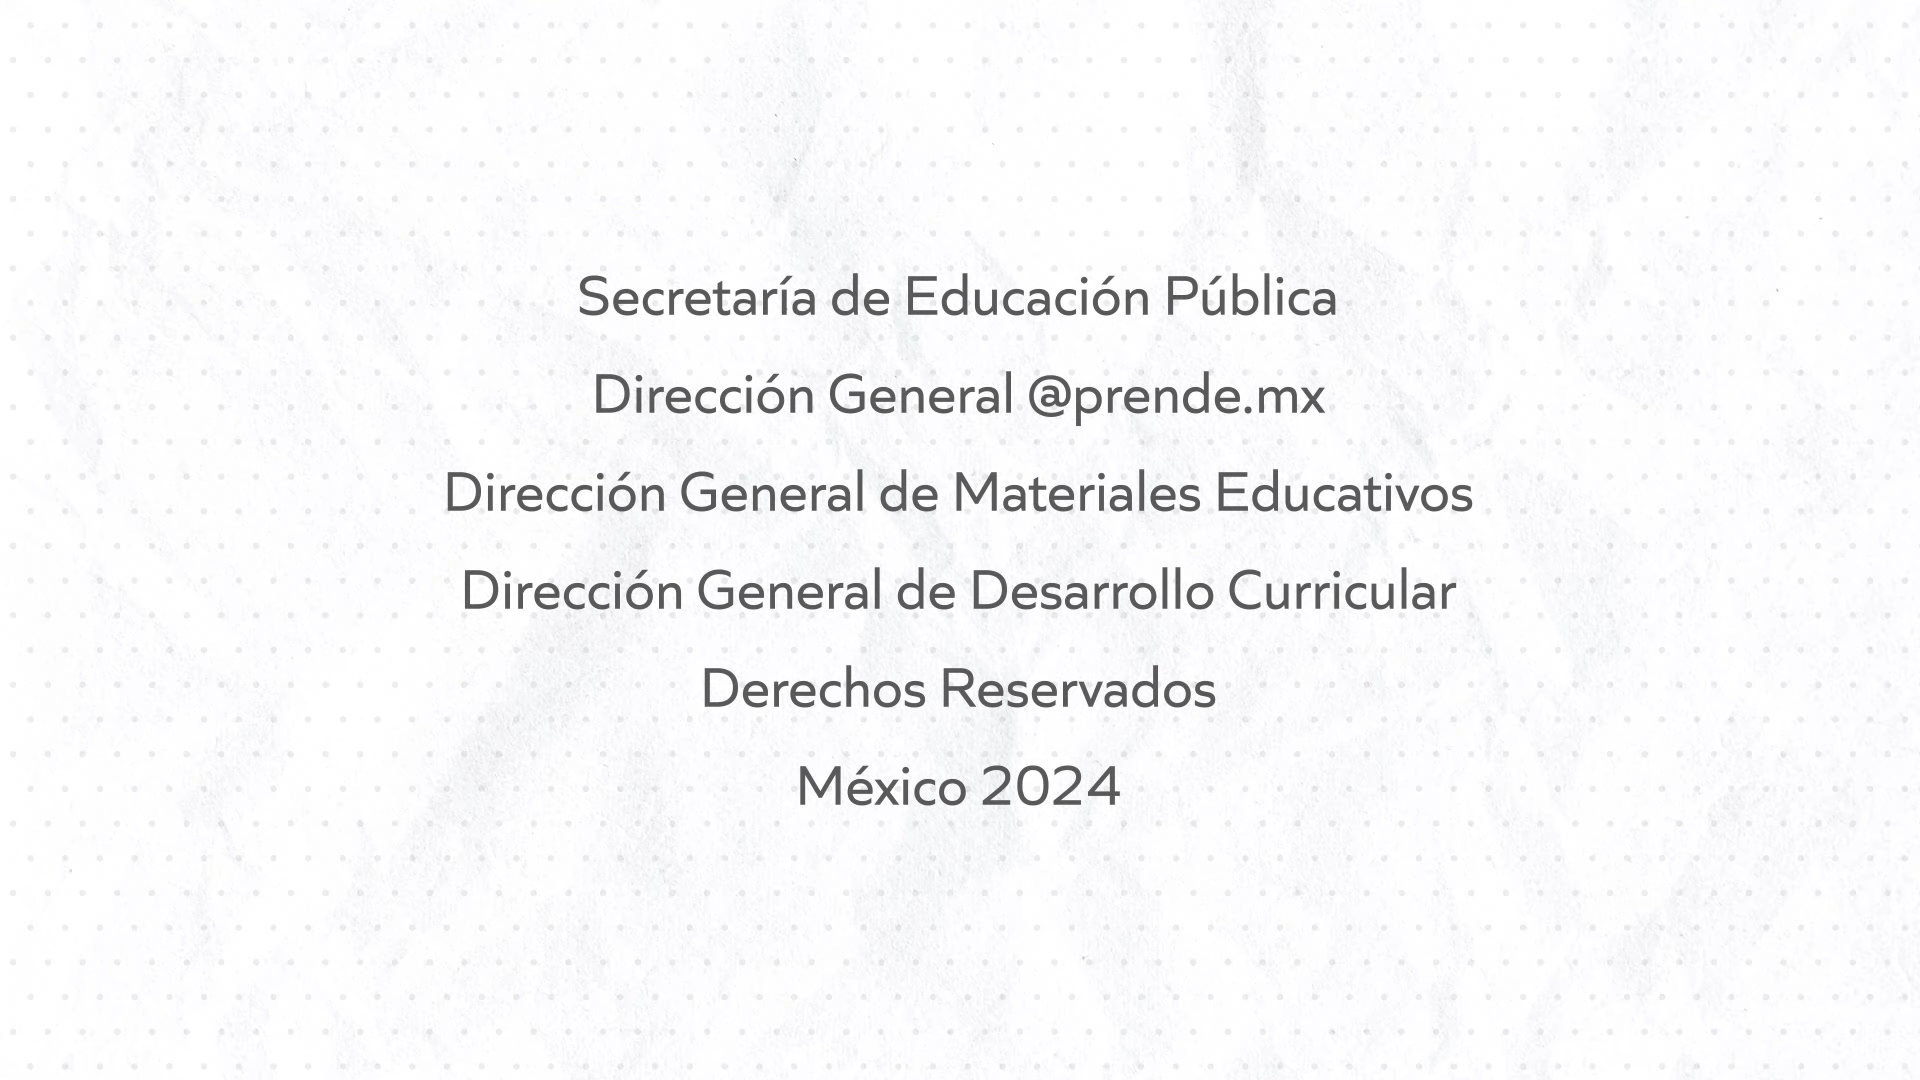 Secretaría de Educación Pública
Dirección General @prende.mx
Dirección General de Materiales Educativos
Dirección General de Desarrollo Curricular
Derechos Reservados
México 2024